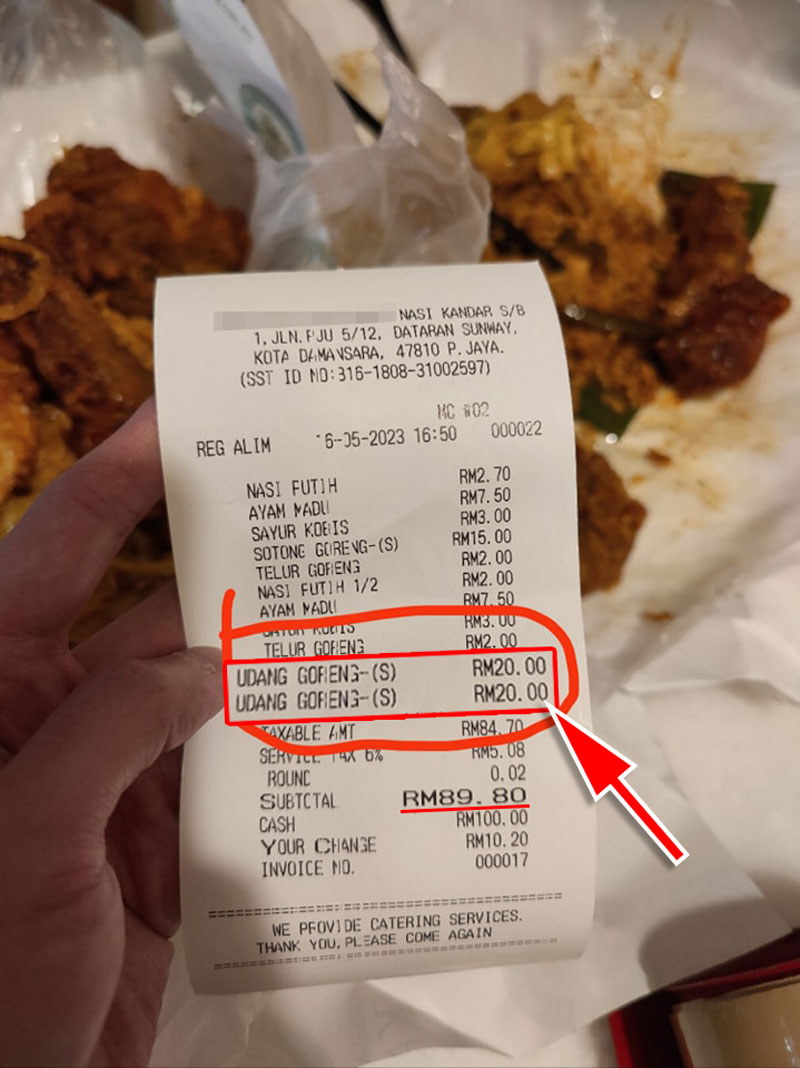 NASI KANDAR S/B
1, JLN. PJU 5/12, DATARAN SUNWAY,
KOTA DAMANSARA, 47810 P.JAYA.
(SST ID NO:316-1808-31002597)
MC #02
REG ALIM 16-05-2023 16:50 000022
NASI PUTIH RM2.70
AYAM MADU RM7.50
SAYUR KOBIS RM3.00
SOTONG GORENG-(S) RM15.00
TELUR GORENG RM2.00
NASI PUTIH 1/2 RM2.00
AYAM MADU RM7.50
SAYUR KOBIS RM3.00
TELUR GORENG RM2.00
UDANG GORENG-(S) RM20.00
UDANG GORENG-(S) RM20.00
TAXABLE AMT RM84.70
SERVICE TAX 6% RM5.08
ROUND 0.02
SUBTOTAL RM89.80
CASH RM100.00
YOUR CHANGE RM10.20
INVOICE NO. 000017
WE PROVIDE CATERING SERVICES.
THANK YOU,PLEASE COME AGAIN